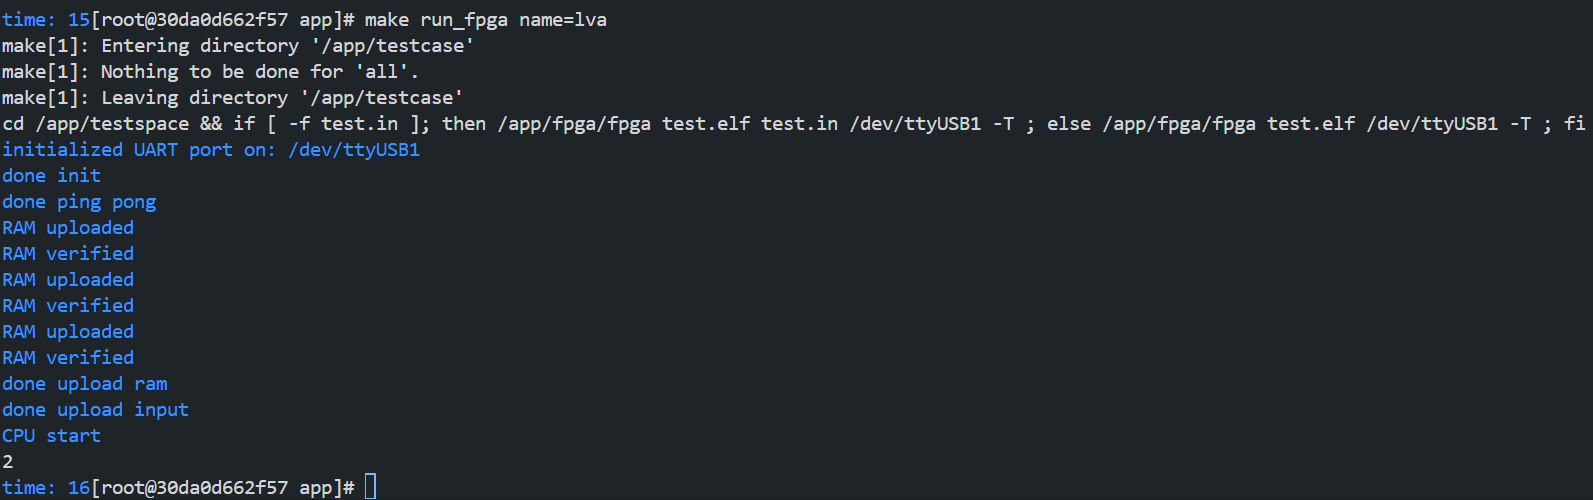 time: 15[root@30da0d662f57 app]# make run_fpga name=lva
make[1]: Entering directory '/app/testcase'
make[1]: Nothing to be done for 'all'.
make[1]: Leaving directory '/app/testcase'
cd /app/testspace && if [ -f test.in ]; then /app/fpga/fpga test.elf test.in /dev/ttyUSB1 -T ; else /app/fpga/fpga test.elf /dev/ttyUSB1 -T ; fi
initialized UART port on: /dev/ttyUSB1
done init
done ping pong
RAM uploaded
RAM verified
RAM uploaded
RAM verified
RAM uploaded
RAM verified
done upload ram
done upload input
CPU start
2
time: 16[root@30da0d662f57 app]#